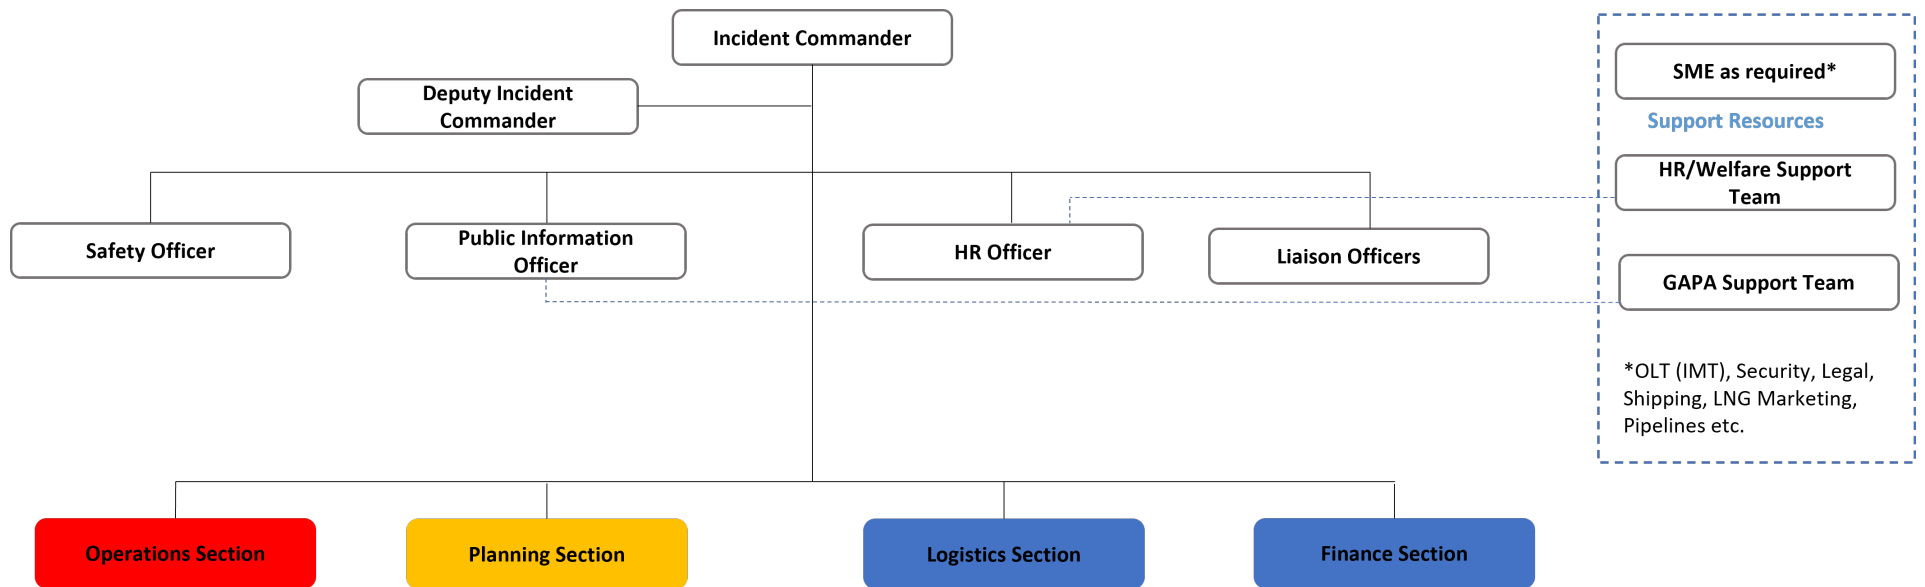 Incident Commander
Deputy Incident
Commander
Safety Officer
Public Information
Officer
HR Officer
Liaison Officers
Operations Section
Planning Section
Logistics Section
Finance Section
SME as required*
Support Resources
HR/Welfare Support
Team
GAPA Support Team
*OLT (IMT), Security, Legal,
Shipping, LNG Marketing,
Pipelines etc.